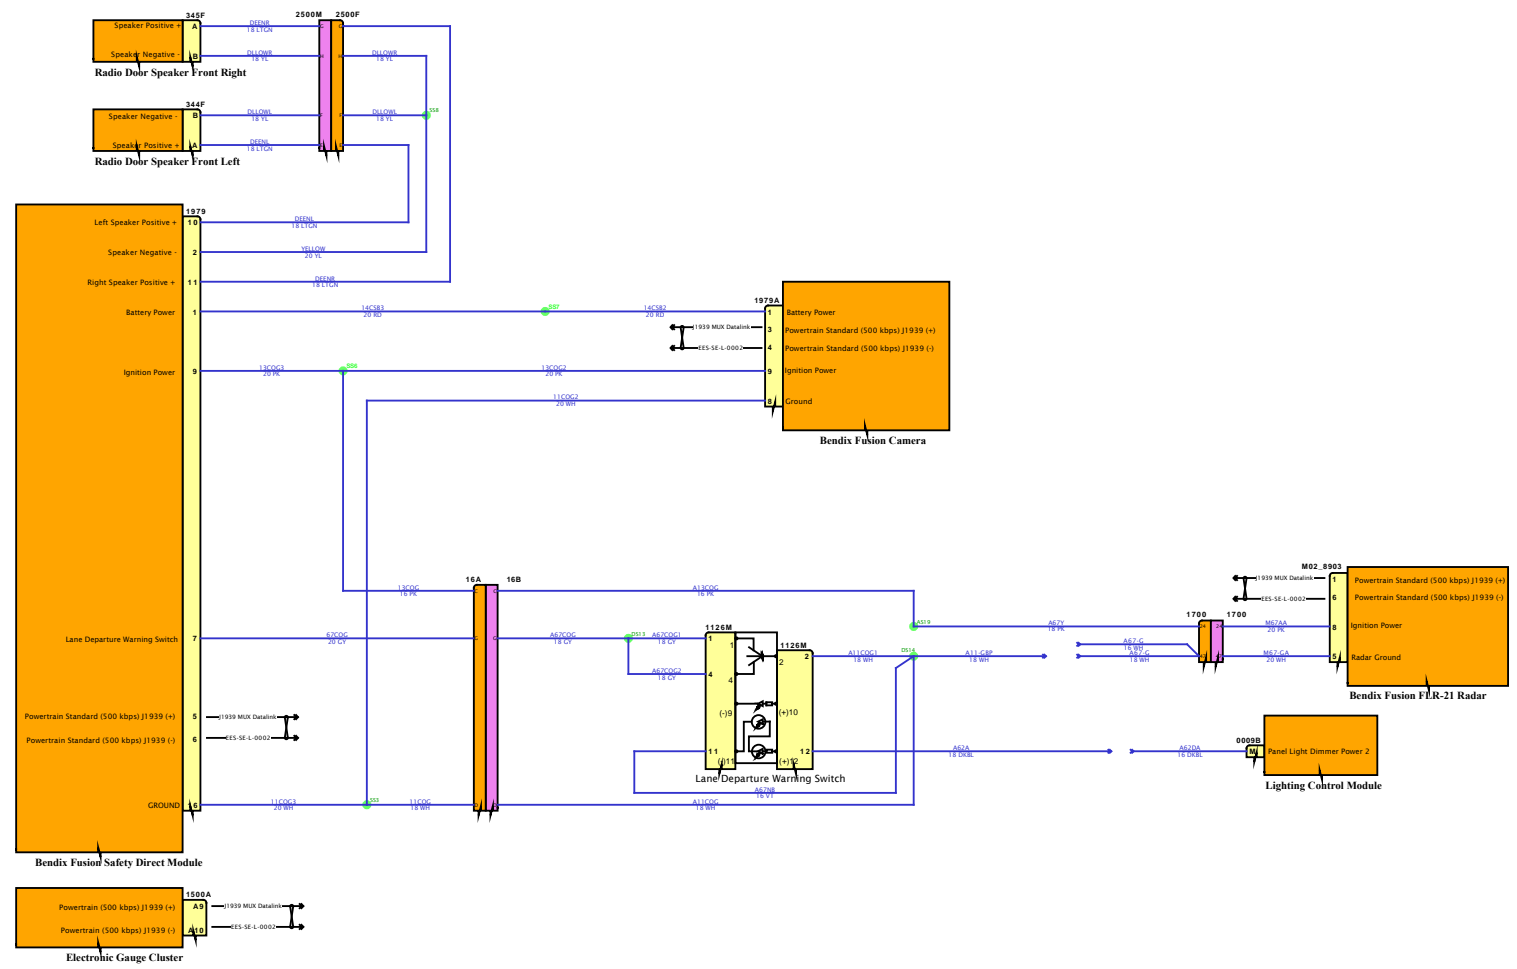 345F
2500M 2500F
Speaker Positive +
A
DEENR
18 LTGN
G
G
Speaker Negative -
B
DLLOWR
18 YL
H
H
DLLOWR
18 YL
Radio Door Speaker Front Right
344F
Speaker Negative -
B
DLLOWL
18 YL
F
F
DLLOWL
18 YL
SS8
Speaker Positive +
A
DEENL
18 LTGN
Radio Door Speaker Front Left
1979
Left Speaker Positive +
10
DEENL
18 LTGN
Speaker Negative -
2
YELLOW
20 YL
Right Speaker Positive +
11
DEENR
18 LTGN
Battery Power
1
14CSB3
20 RD
SS7
14CSB2
20 RD
1979A
1
Battery Power
J1939 MUX Datalink
3
Powertrain Standard (500 kbps) J1939 (+)
EES-SE-L-0002
4
Powertrain Standard (500 kbps) J1939 (-)
Ignition Power
9
13COG3
20 PK
SS6
13COG2
20 PK
9
Ignition Power
11COG2
20 WH
8
Ground
Bendix Fusion Camera
16A
16B
13COG
16 PK
C
D
A13COG
16 PK
Lane Departure Warning Switch
7
67COG
20 GY
G
G
A67COG
18 GY
DS13
A67COG1
18 GY
A67COG2
18 GY
1126M
1
1
4
4
(-)9
11
(-)11
1126M
2
2
(+)10
12
(+)12
Lane Departure Warning Switch
A11COG1
18 WH
DS14
A11-G8P
18 WH
AS19
A67Y
18 PK
A67-G
16 WH
A67-G
18 WH
1700
1700
24
24
M67AA
20 PK
M67-GA
20 WH
M02_8903
J1939 MUX Datalink
1
Powertrain Standard (500 kbps) J1939 (+)
EES-SE-L-0002
6
Powertrain Standard (500 kbps) J1939 (-)
8
Ignition Power
5
Radar Ground
Bendix Fusion FLR-21 Radar
A62A
18 DKBL
A62DA
16 DKBL
0009B
M
Panel Light Dimmer Power 2
Lighting Control Module
A67NB
16 VT
Powertrain Standard (500 kbps) J1939 (+)
5
J1939 MUX Datalink
Powertrain Standard (500 kbps) J1939 (-)
6
EES-SE-L-0002
GROUND
16
11COG3
20 WH
SS3
11COG
18 WH
A11COG
18 WH
Bendix Fusion Safety Direct Module
1500A
Powertrain (500 kbps) J1939 (+)
A9
J1939 MUX Datalink
Powertrain (500 kbps) J1939 (-)
A10
EES-SE-L-0002
Electronic Gauge Cluster